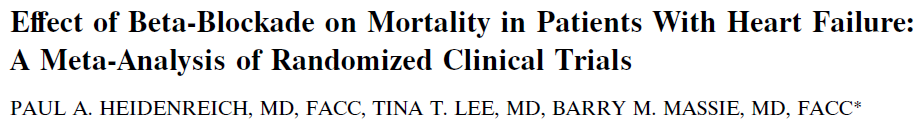 Effect of Beta-Blockade on Mortality in Patients With Heart Failure:
A Meta-Analysis of Randomized Clinical Trials
PAUL A. HEIDENREICH, MD, FACC, TINA T. LEE, MD, BARRY M. MASSIE, MD, FACC*